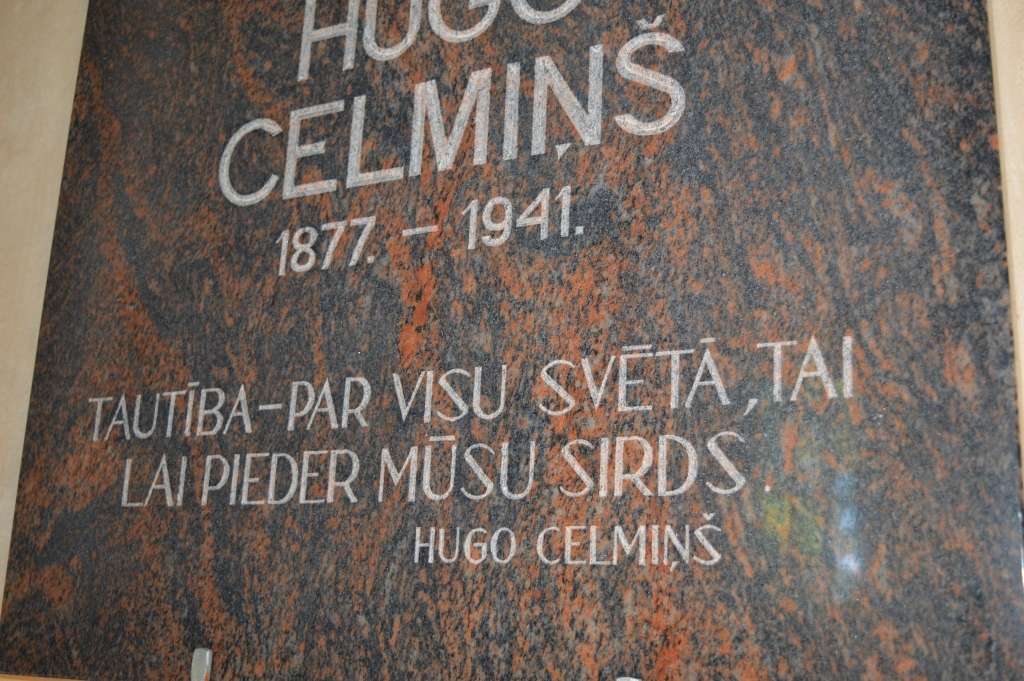 HUGO
CELMIŅŠ
1877. – 1941.
TAUTĪBA – PAR VISU SVĒTĀ, TAI
LAI PIEDER MŪSU SIRDS.
HUGO CELMIŅŠ